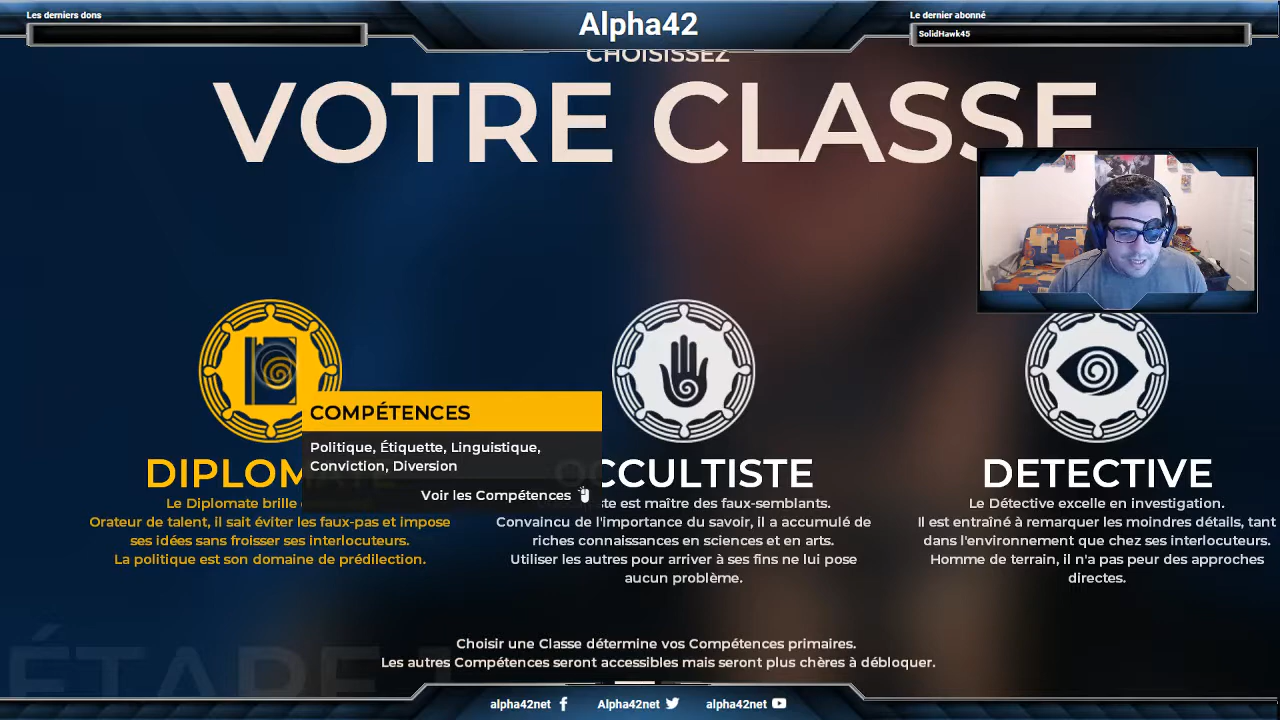 Les derniers dons
Alpha42
Le dernier abonné
SolidHawk45
CHOISISSEZ
VOTRE CLASSE
COMPÉTENCES
Politique, Étiquette, Linguistique,
Conviction, Diversion
Voir les Compétences
DIPLOMATE
Le Diplomate brille
Orateur de talent, il sait éviter les faux-pas et impose
ses idées sans froisser ses interlocuteurs.
La politique est son domaine de prédilection.
OCCULTISTE
est maître des faux-semblants.
Convaincu de l'importance du savoir, il a accumulé de
riches connaissances en sciences et en arts.
Utiliser les autres pour arriver à ses fins ne lui pose
aucun problème.
DETECTIVE
Le Détective excelle en investigation.
Il est entraîné à remarquer les moindres détails, tant
dans l'environnement que chez ses interlocuteurs.
Homme de terrain, il n'a pas peur des approches
directes.
Choisir une Classe détermine vos Compétences primaires.
Les autres Compétences seront accessibles mais seront plus chères à débloquer.
ÉTAPE 1
alpha42net
Alpha42net
alpha42net